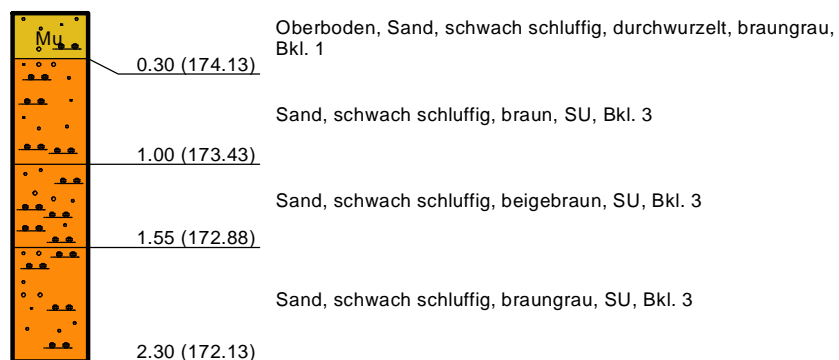 Oberboden, Sand, schwach schluffig, durchwurzelt, braungrau,
Bkl. 1
Mu
0.30 (174.13)
Sand, schwach schluffig, braun, SU, Bkl. 3
1.00 (173.43)
Sand, schwach schluffig, beigebraun, SU, Bkl. 3
1.55 (172.88)
Sand, schwach schluffig, braungrau, SU, Bkl. 3
2.30 (172.13)